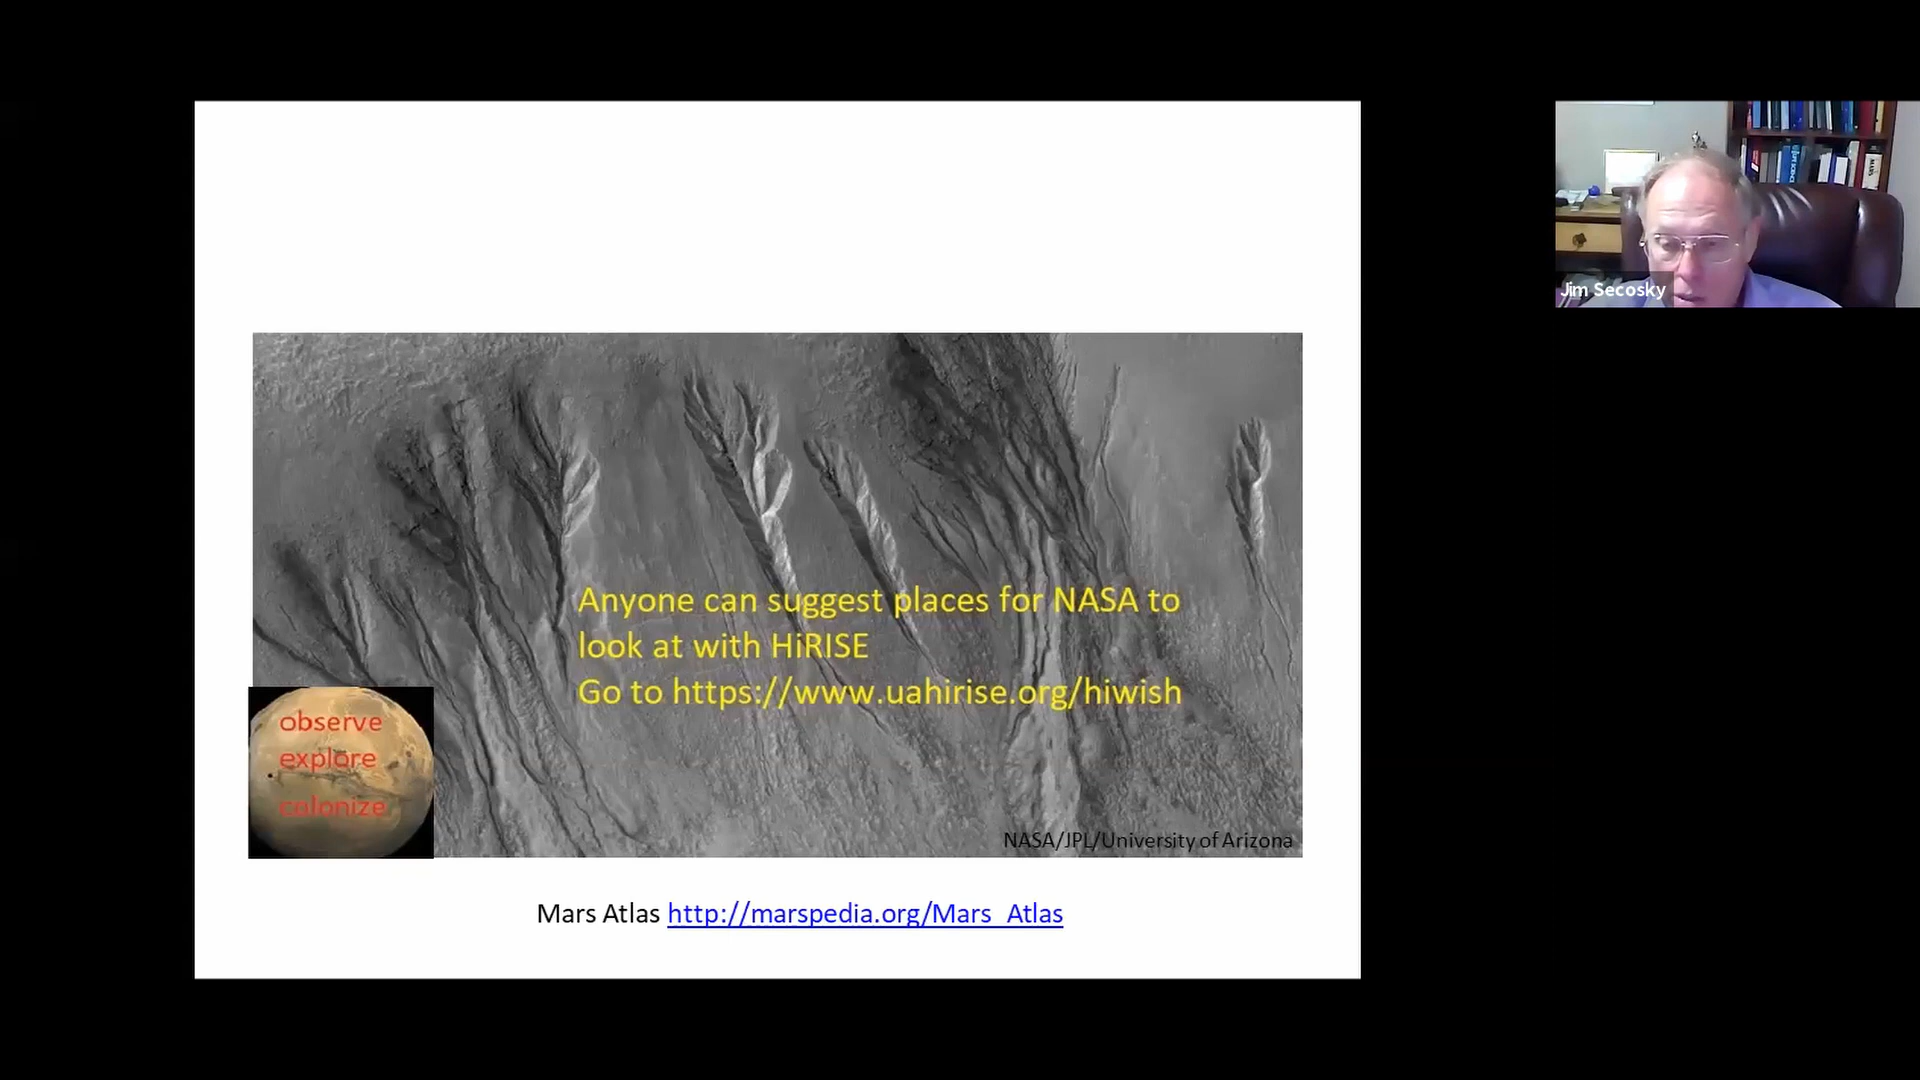 Anyone can suggest places for NASA to
look at with HiRISE
Go to https://www.uahirise.org/hiwish
observe
explore
colonize
NASA/JPL/University of Arizona
Mars Atlas http://marspedia.org/Mars_Atlas
Jim Secosky